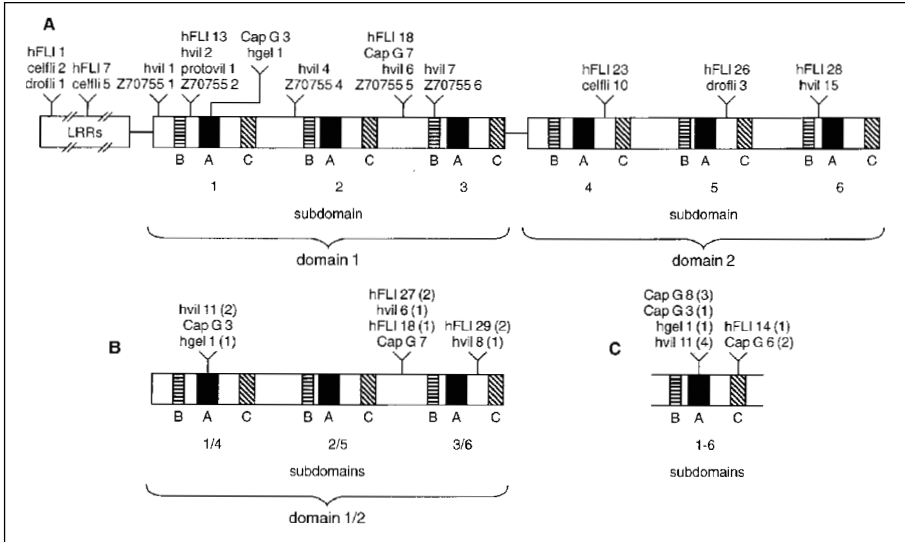 A
hFLI 1
celfli 2
drofli 1
hFLI 7
celfli 5
hvil 1
Z70755 1
hFLI 13
hvil 2
protovil 1
Z70755 2
Cap G 3
hgel 1
hvil 4
Z70755 4
hFLI 18
Cap G 7
hvil 6
Z70755 5
hvil 7
Z70755 6
hFLI 23
celfli 10
hFLI 26
drofli 3
hFLI 28
hvil 15
LRRs
B A C B A C B A C B A C B A C B A C
1 2 3 4 5 6
subdomain subdomain
domain 1 domain 2
B
hvil 11 (2)
Cap G 3
hgel 1 (1)
hFLI 27 (2)
hvil 6 (1)
hFLI 18 (1)
Cap G 7
hFLI 29 (2)
hvil 8 (1)
B A C B A C B A C
1/4 2/5 3/6
subdomains
domain 1/2
C
Cap G 8 (3)
Cap G 3 (1)
hgel 1 (1)
hvil 11 (4)
hFLI 14 (1)
Cap G 6 (2)
B A C
1-6
subdomains